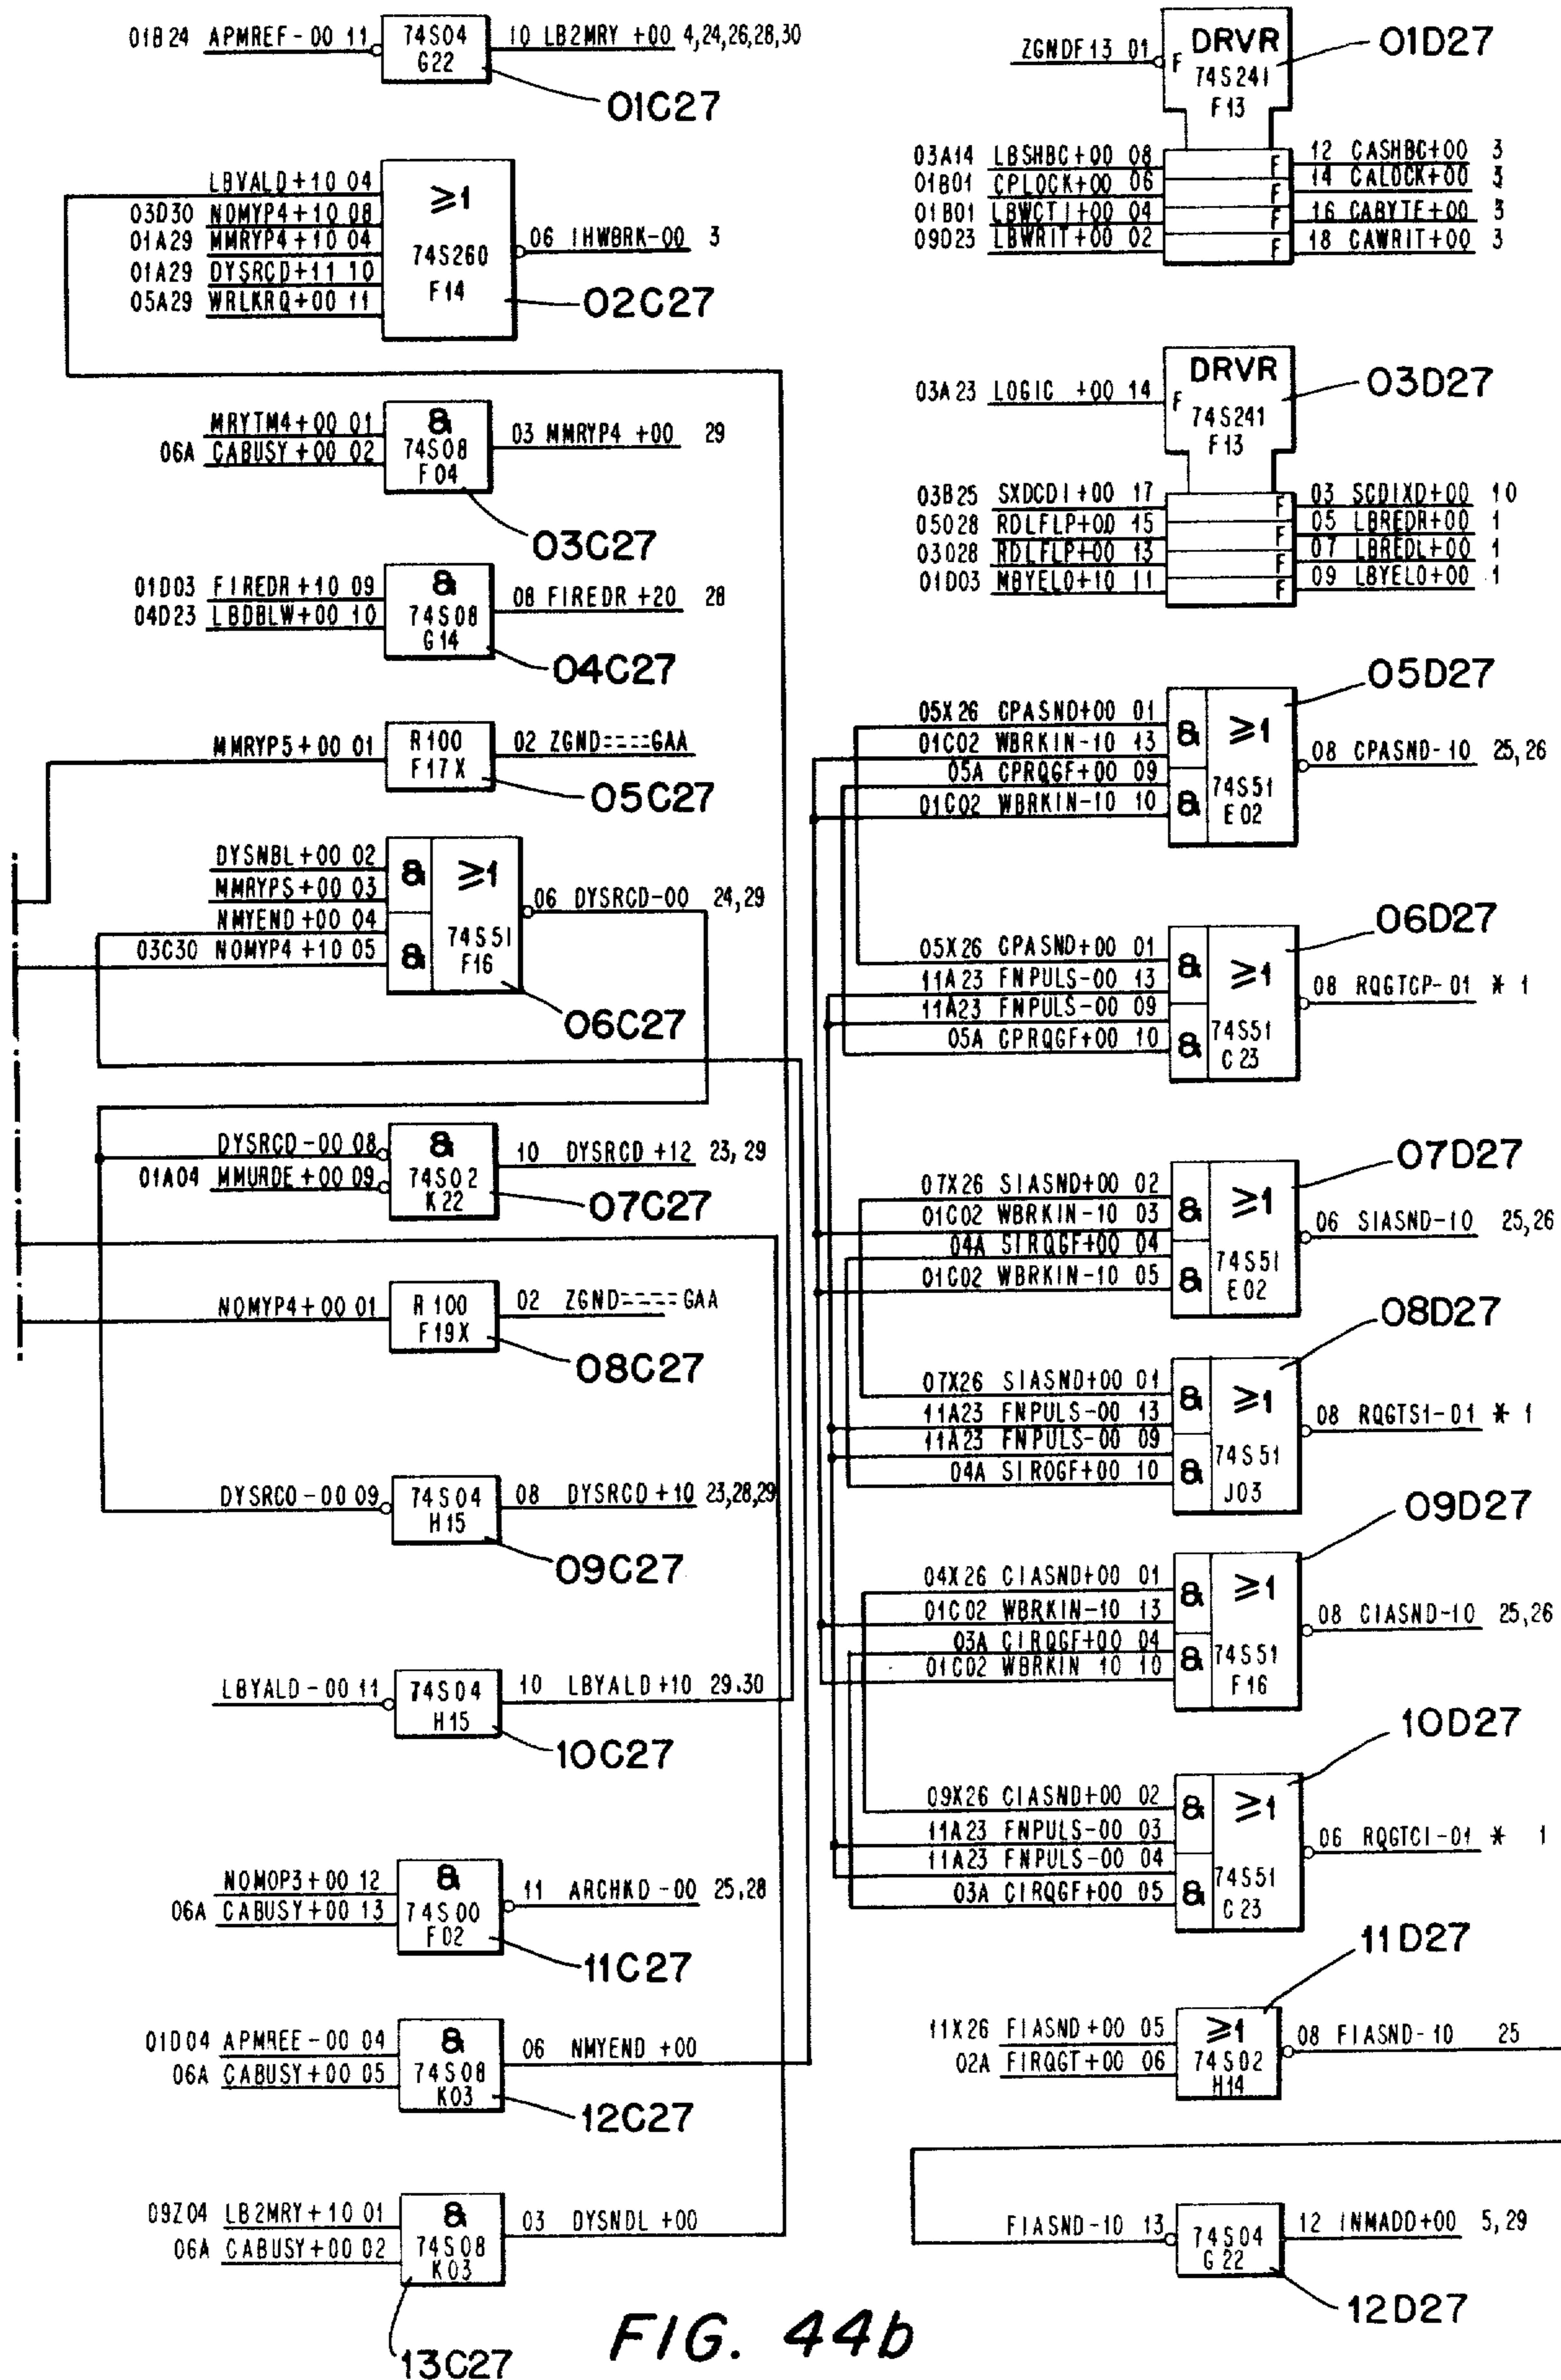 01B24 APMREF-00 11
74S04
G22
10 LB2MRY +00 4,24,26,28,30
01C27
LBVALD+10 04
03D30 NOMYP4+10 08
01A29 MMRYP4+10 04
01A29 DYSRCD+11 10
05A29 WRLKRQ+00 11
≥1
74S260
F14
06 IHWBRK-00 3
02C27
MRYTM4+00 01
06A CABUSY+00 02
&
74S08
F04
03 MMRYP4 +00 29
03C27
01D03 FIREDR+10 09
04D23 LBDBLW+00 10
&
74S08
G14
08 FIREDR +20 28
04C27
MMRYP5+00 01
R100
F17X
02 ZGND====GAA
05C27
DYSNBL+00 02
MMRYPS+00 03
NMYEND+00 04
03C30 NOMYP4+10 05
& ≥1
&
74S51
F16
06 DYSRCD-00 24,29
06C27
DYSRCD-00 08
01A04 MMURDE+00 09
&
74S02
K22
10 DYSRCD +12 23,29
07C27
NOMYP4+00 01
R100
F19X
02 ZGND====GAA
08C27
DYSRCO-00 09
74S04
H15
08 DYSRCD+10 23,28,29
09C27
LBYALD-00 11
74S04
H15
10 LBYALD+10 29.30
10C27
NOMOP3+00 12
06A CABUSY+00 13
&
74S00
F02
11 ARCHKD-00 25,28
11C27
01D04 APMREE-00 04
06A CABUSY+00 05
&
74S08
K03
06 NMYEND +00
12C27
09Z04 LB2MRY+10 01
06A CABUSY+00 02
&
74S08
K03
03 DYSNDL +00
13C27
ZGNDF13 01
F
DRVR
74S241
F13
01D27
03A14 LBSHBC+00 08
F
12 CASHBC+00 3
01B01 CPLOCK+00 06
F
14 CALOCK+00 3
01B01 LBWCTI+00 04
F
16 CABYTE+00 3
09D23 LBWRIT+00 02
F
18 CAWRIT+00 3
03A23 LOGIC +00 14
F
DRVR
74S241
F13
03D27
03B25 SXDCDI+00 17
F
03 SCDIXD+00 10
05028 RDLFLP+00 15
F
05 LBREDR+00 1
03028 RDLFLP+00 13
F
07 LBREDL+00 1
01D03 MBYELO+10 11
F
09 LBYELO+00 1
05X26 CPASND+00 01
01C02 WBRKIN-10 13
05A CPRQGF+00 09
01C02 WBRKIN-10 10
& ≥1
&
74S51
E02
08 CPASND-10 25,26
05D27
05X26 CPASND+00 01
11A23 FNPULS-00 13
11A23 FNPULS-00 09
05A CPRQGF+00 10
& ≥1
&
74S51
C23
08 RQGTCP-01 * 1
06D27
07X26 SIASND+00 02
01C02 WBRKIN-10 03
04A SIRQGF+00 04
01C02 WBRKIN-10 05
& ≥1
&
74S51
E02
06 SIASND-10 25,26
07D27
07X26 SIASND+00 01
11A23 FNPULS-00 13
11A23 FNPULS-00 09
04A SIROGF+00 10
& ≥1
&
74S51
J03
08 RQGTS1-01 * 1
08D27
04X26 CIASND+00 01
01C02 WBRKIN-10 13
03A CIRQGF+00 04
01C02 WBRKIN 10 10
& ≥1
&
74S51
F16
08 CIASND-10 25,26
09D27
09X26 CIASND+00 02
11A23 FNPULS-00 03
11A23 FNPULS-00 04
03A CIRQGF+00 05
& ≥1
&
74S51
C23
06 RQGTCI-01 * 1
10D27
11X26 FIASND+00 05
02A FIRQGT+00 06
≥1
74S02
H14
08 FIASND-10 25
11D27
FIASND-10 13
74S04
G22
12 INMADD+00 5,29
12D27
FIG. 44b